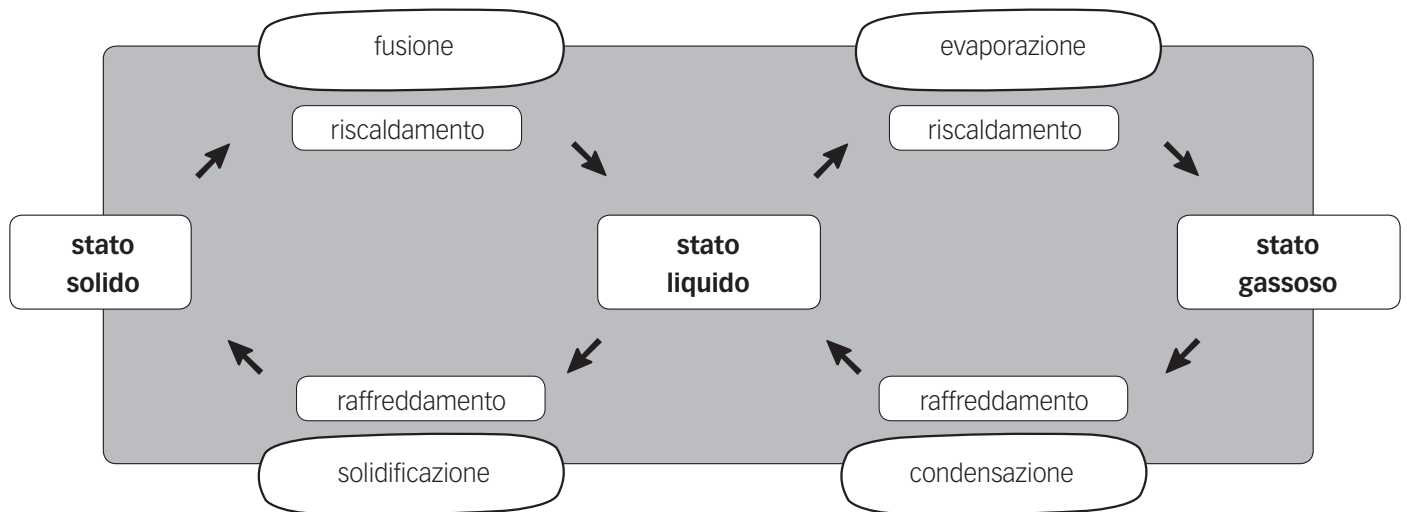 fusione
evaporazione
riscaldamento
riscaldamento
stato
solido
stato
liquido
stato
gassoso
raffreddamento
raffreddamento
solidificazione
condensazione